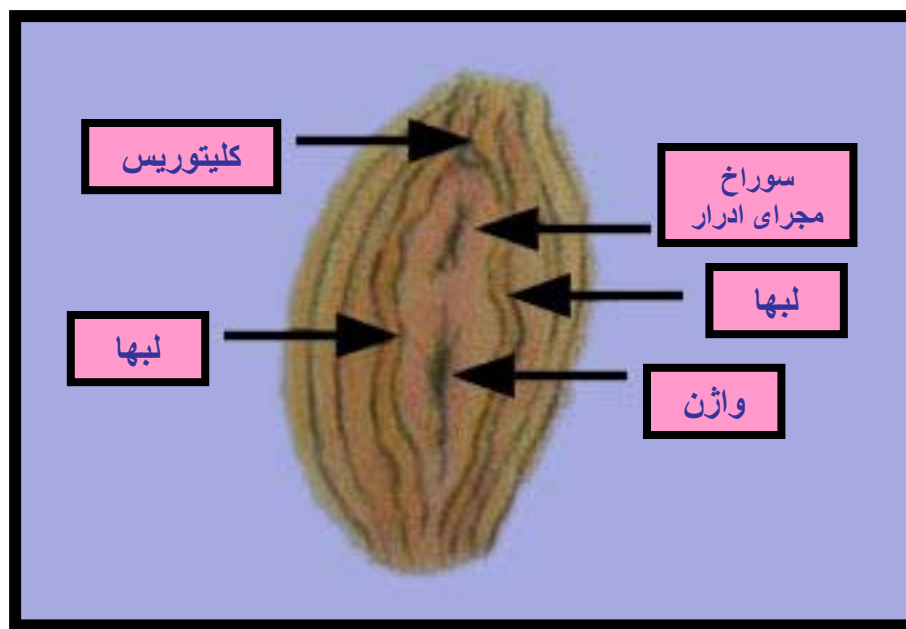 کلیتوریس
سوراخ
مجرای ادرار
لبها
لبها
واژن